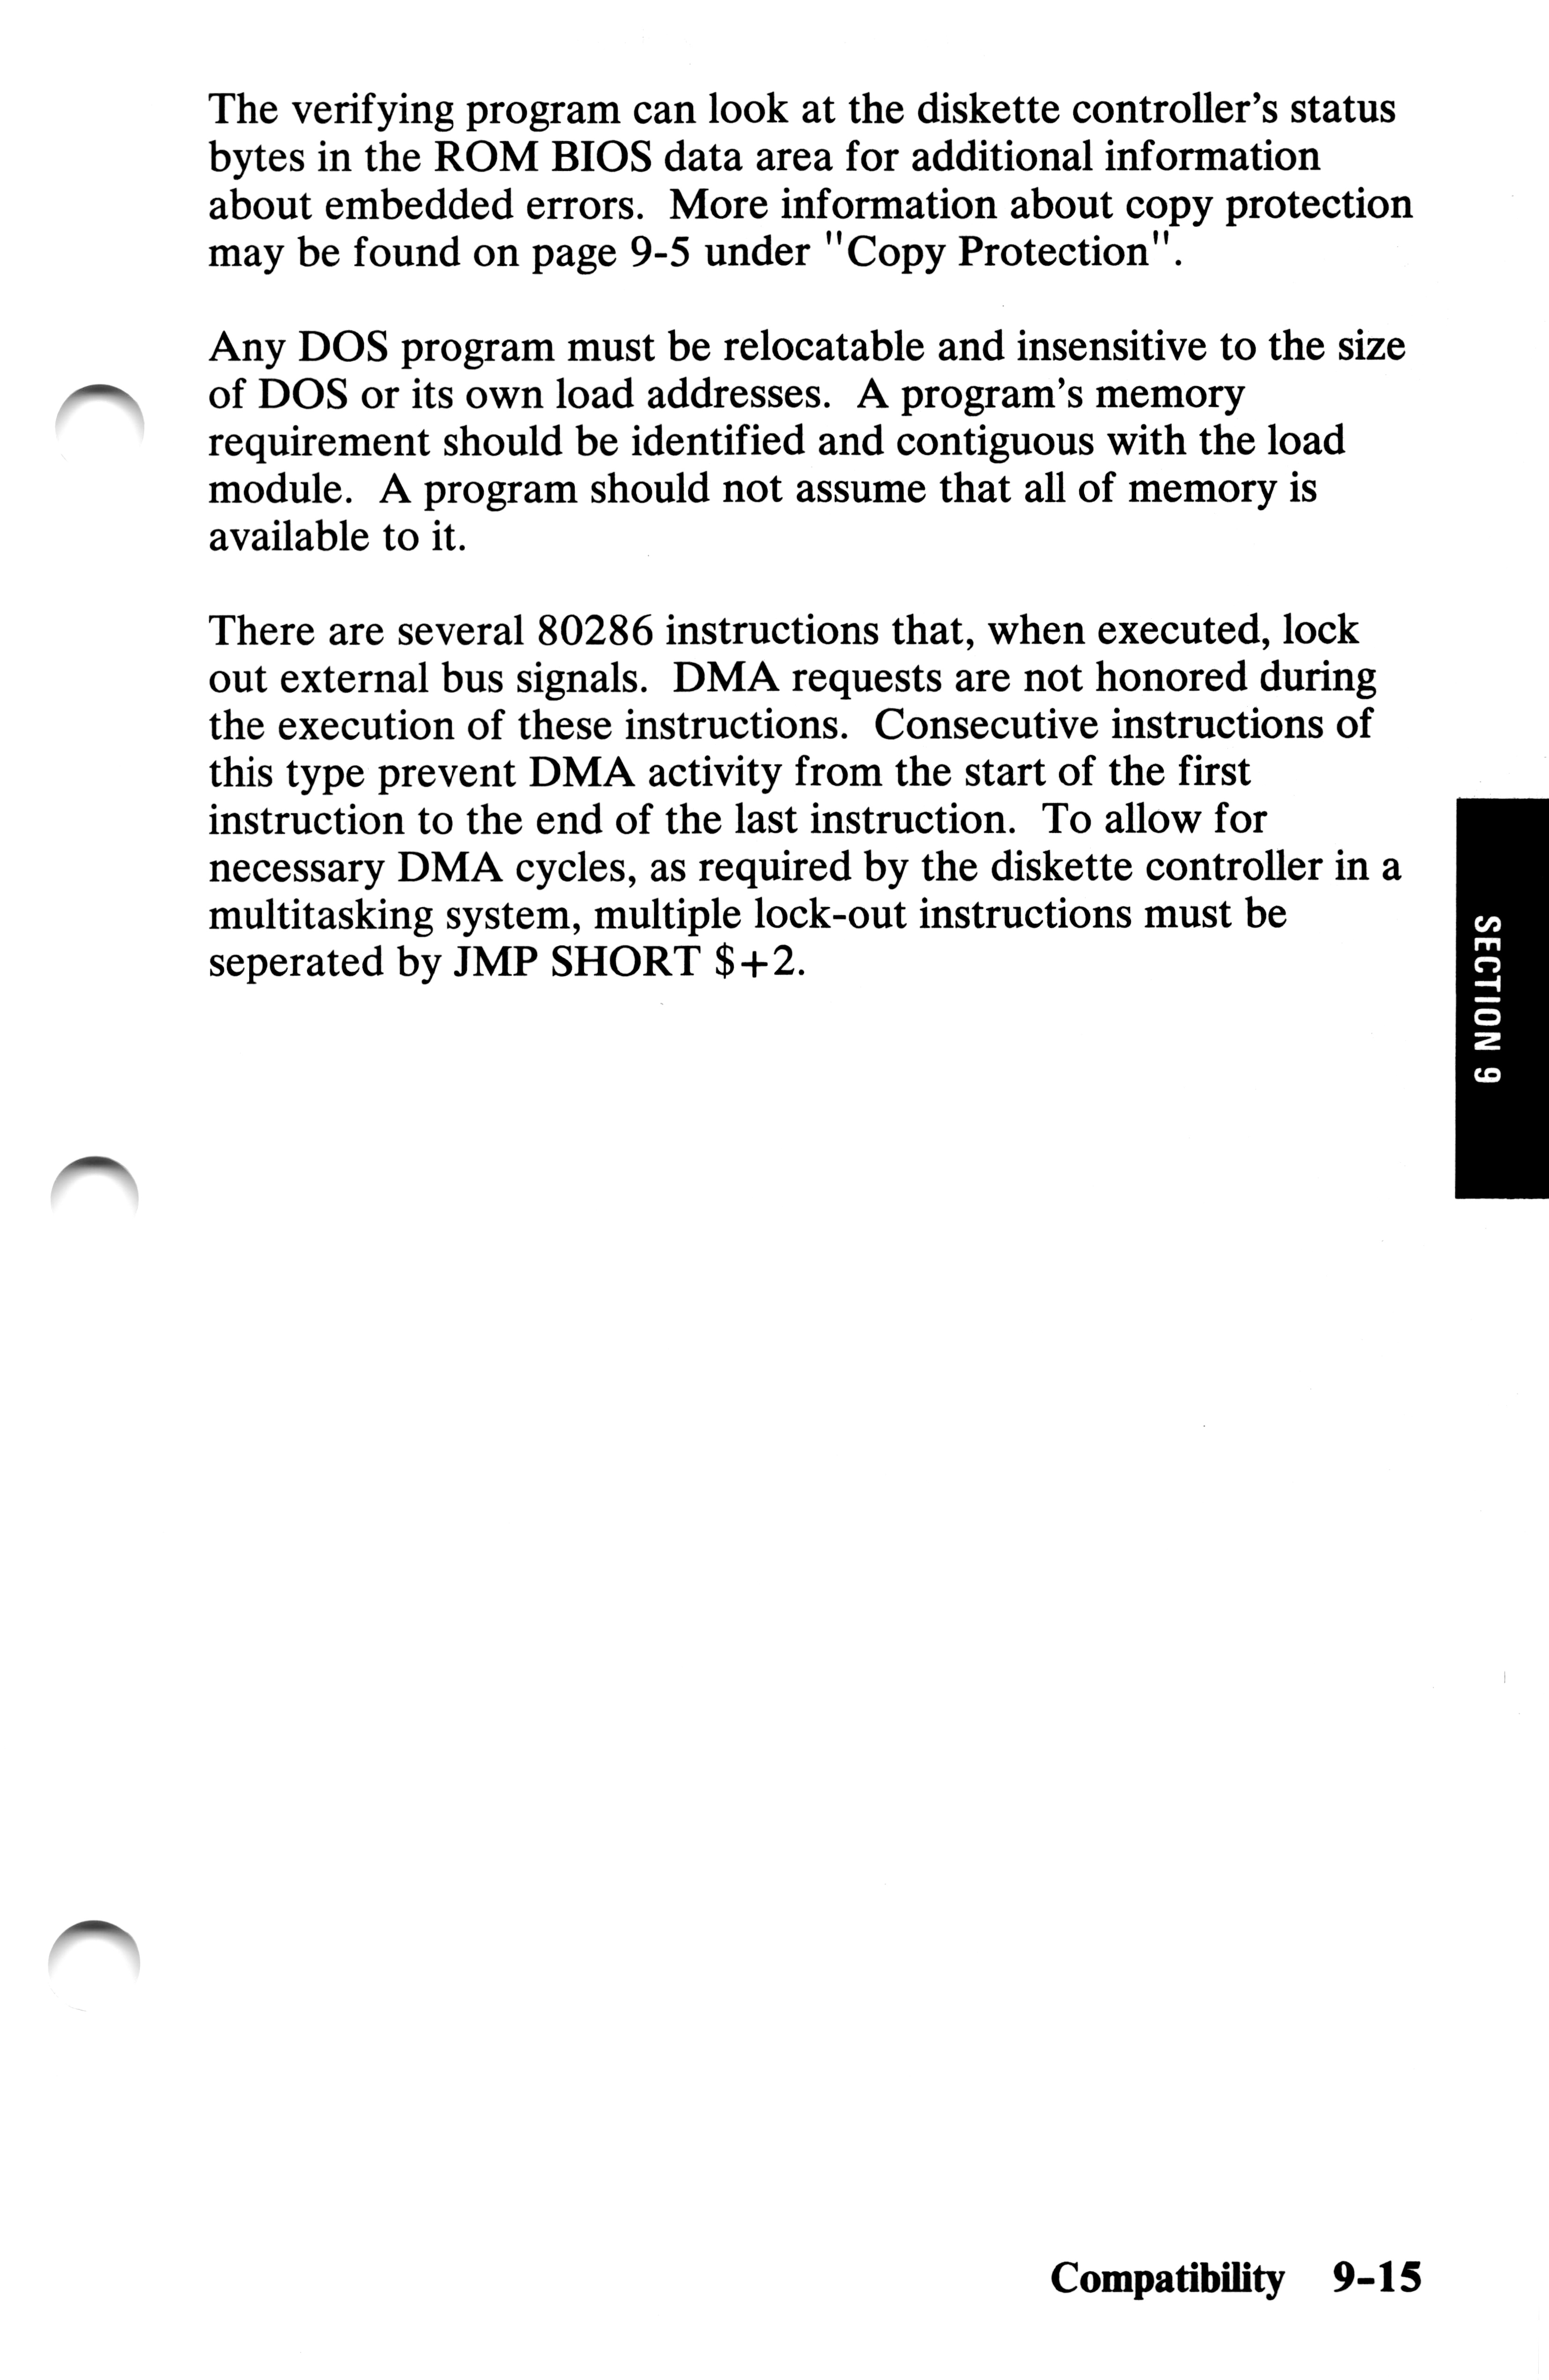 The verifying program can look at the diskette controller's status
bytes in the ROM BIOS data area for additional information
about embedded errors.  More information about copy protection
may be found on page 9-5 under "Copy Protection".
Any DOS program must be relocatable and insensitive to the size
of DOS or its own load addresses.  A program's memory
requirement should be identified and contiguous with the load
module.  A program should not assume that all of memory is
available to it.
There are several 80286 instructions that, when executed, lock
out external bus signals.  DMA requests are not honored during
the execution of these instructions.  Consecutive instructions of
this type prevent DMA activity from the start of the first
instruction to the end of the last instruction.  To allow for
necessary DMA cycles, as required by the diskette controller in a
multitasking system, multiple lock-out instructions must be
seperated by JMP SHORT $+2.
SECTION 9
Compatibility 9-15